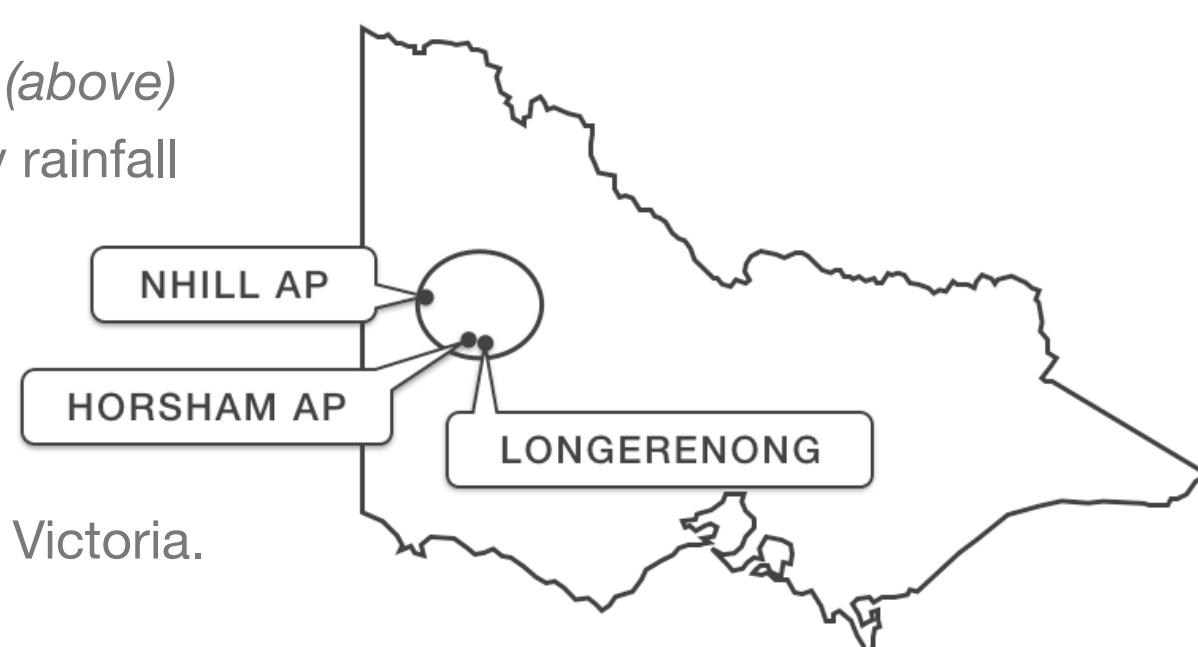 (above)
rainfall
NHILL AP
HORSHAM AP
LONGERENONG
Victoria.